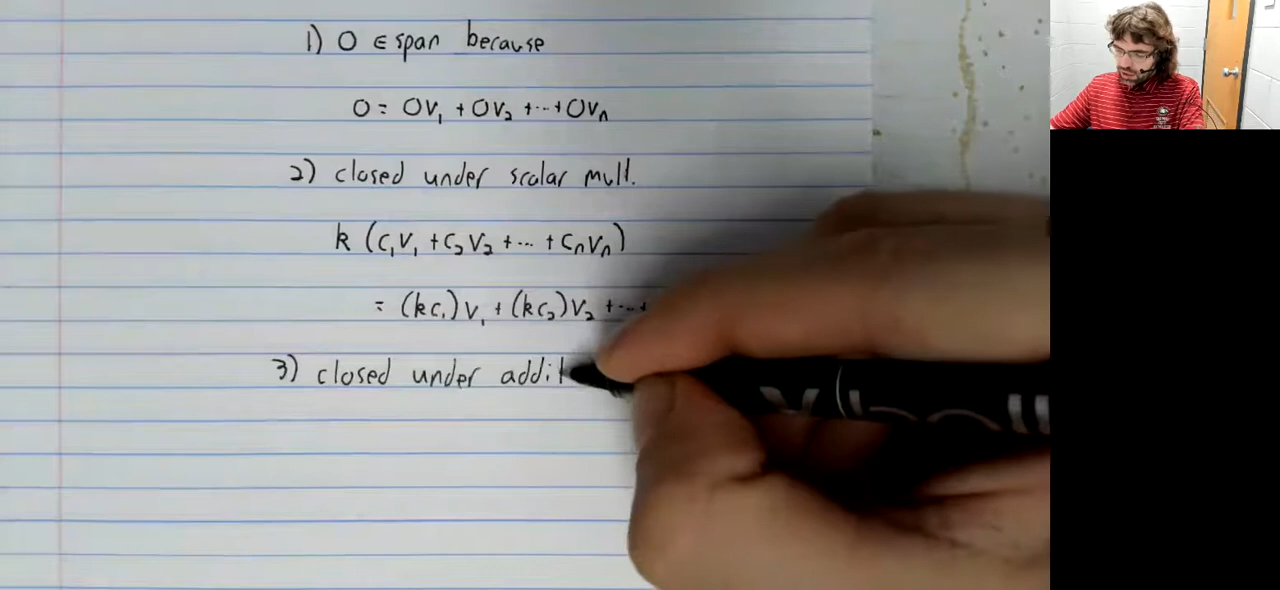 1) 0 ∈ span because
0 = 0v₁ + 0v₂ + ... + 0vₙ
2) closed under scalar mult.
k (c₁v₁ + c₂v₂ + ... + cₙvₙ)
= (kc₁)v₁ + (kc₂)v₂ + ... +
3) closed under addit